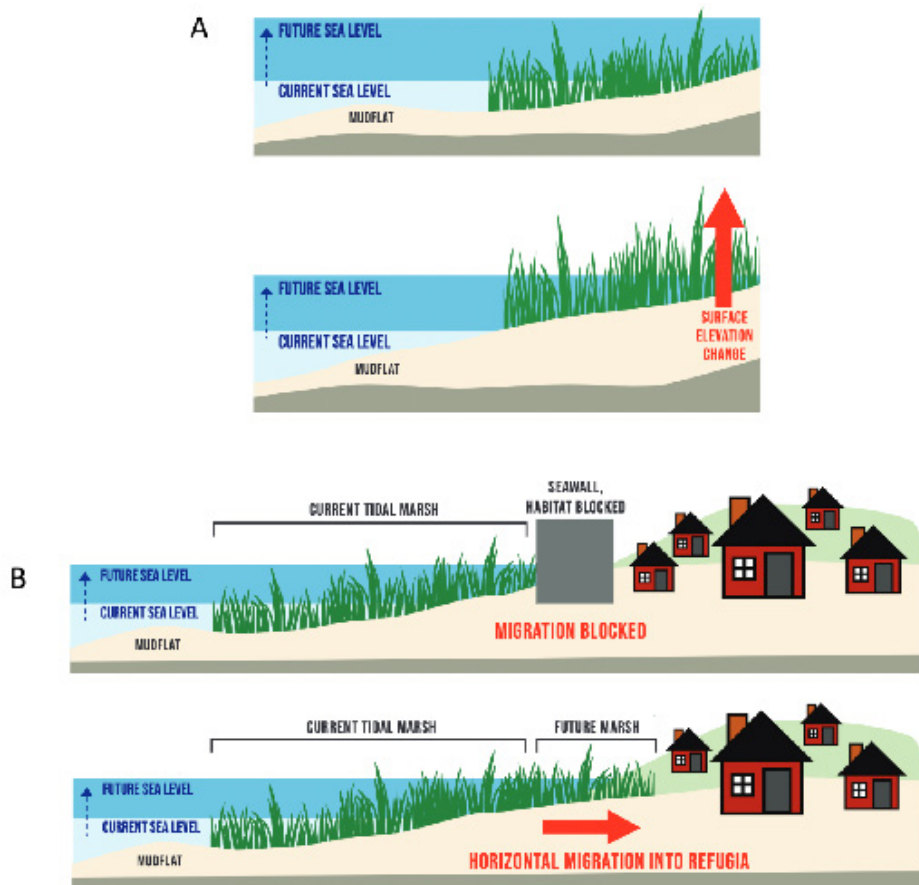 A
FUTURE SEA LEVEL
CURRENT SEA LEVEL
MUDFLAT
FUTURE SEA LEVEL
CURRENT SEA LEVEL
MUDFLAT
SURFACE
ELEVATION
CHANGE
B
CURRENT TIDAL MARSH
SEAWALL,
HABITAT BLOCKED
FUTURE SEA LEVEL
CURRENT SEA LEVEL
MUDFLAT
MIGRATION BLOCKED
CURRENT TIDAL MARSH
FUTURE MARSH
FUTURE SEA LEVEL
CURRENT SEA LEVEL
MUDFLAT
HORIZONTAL MIGRATION INTO REFUGIA